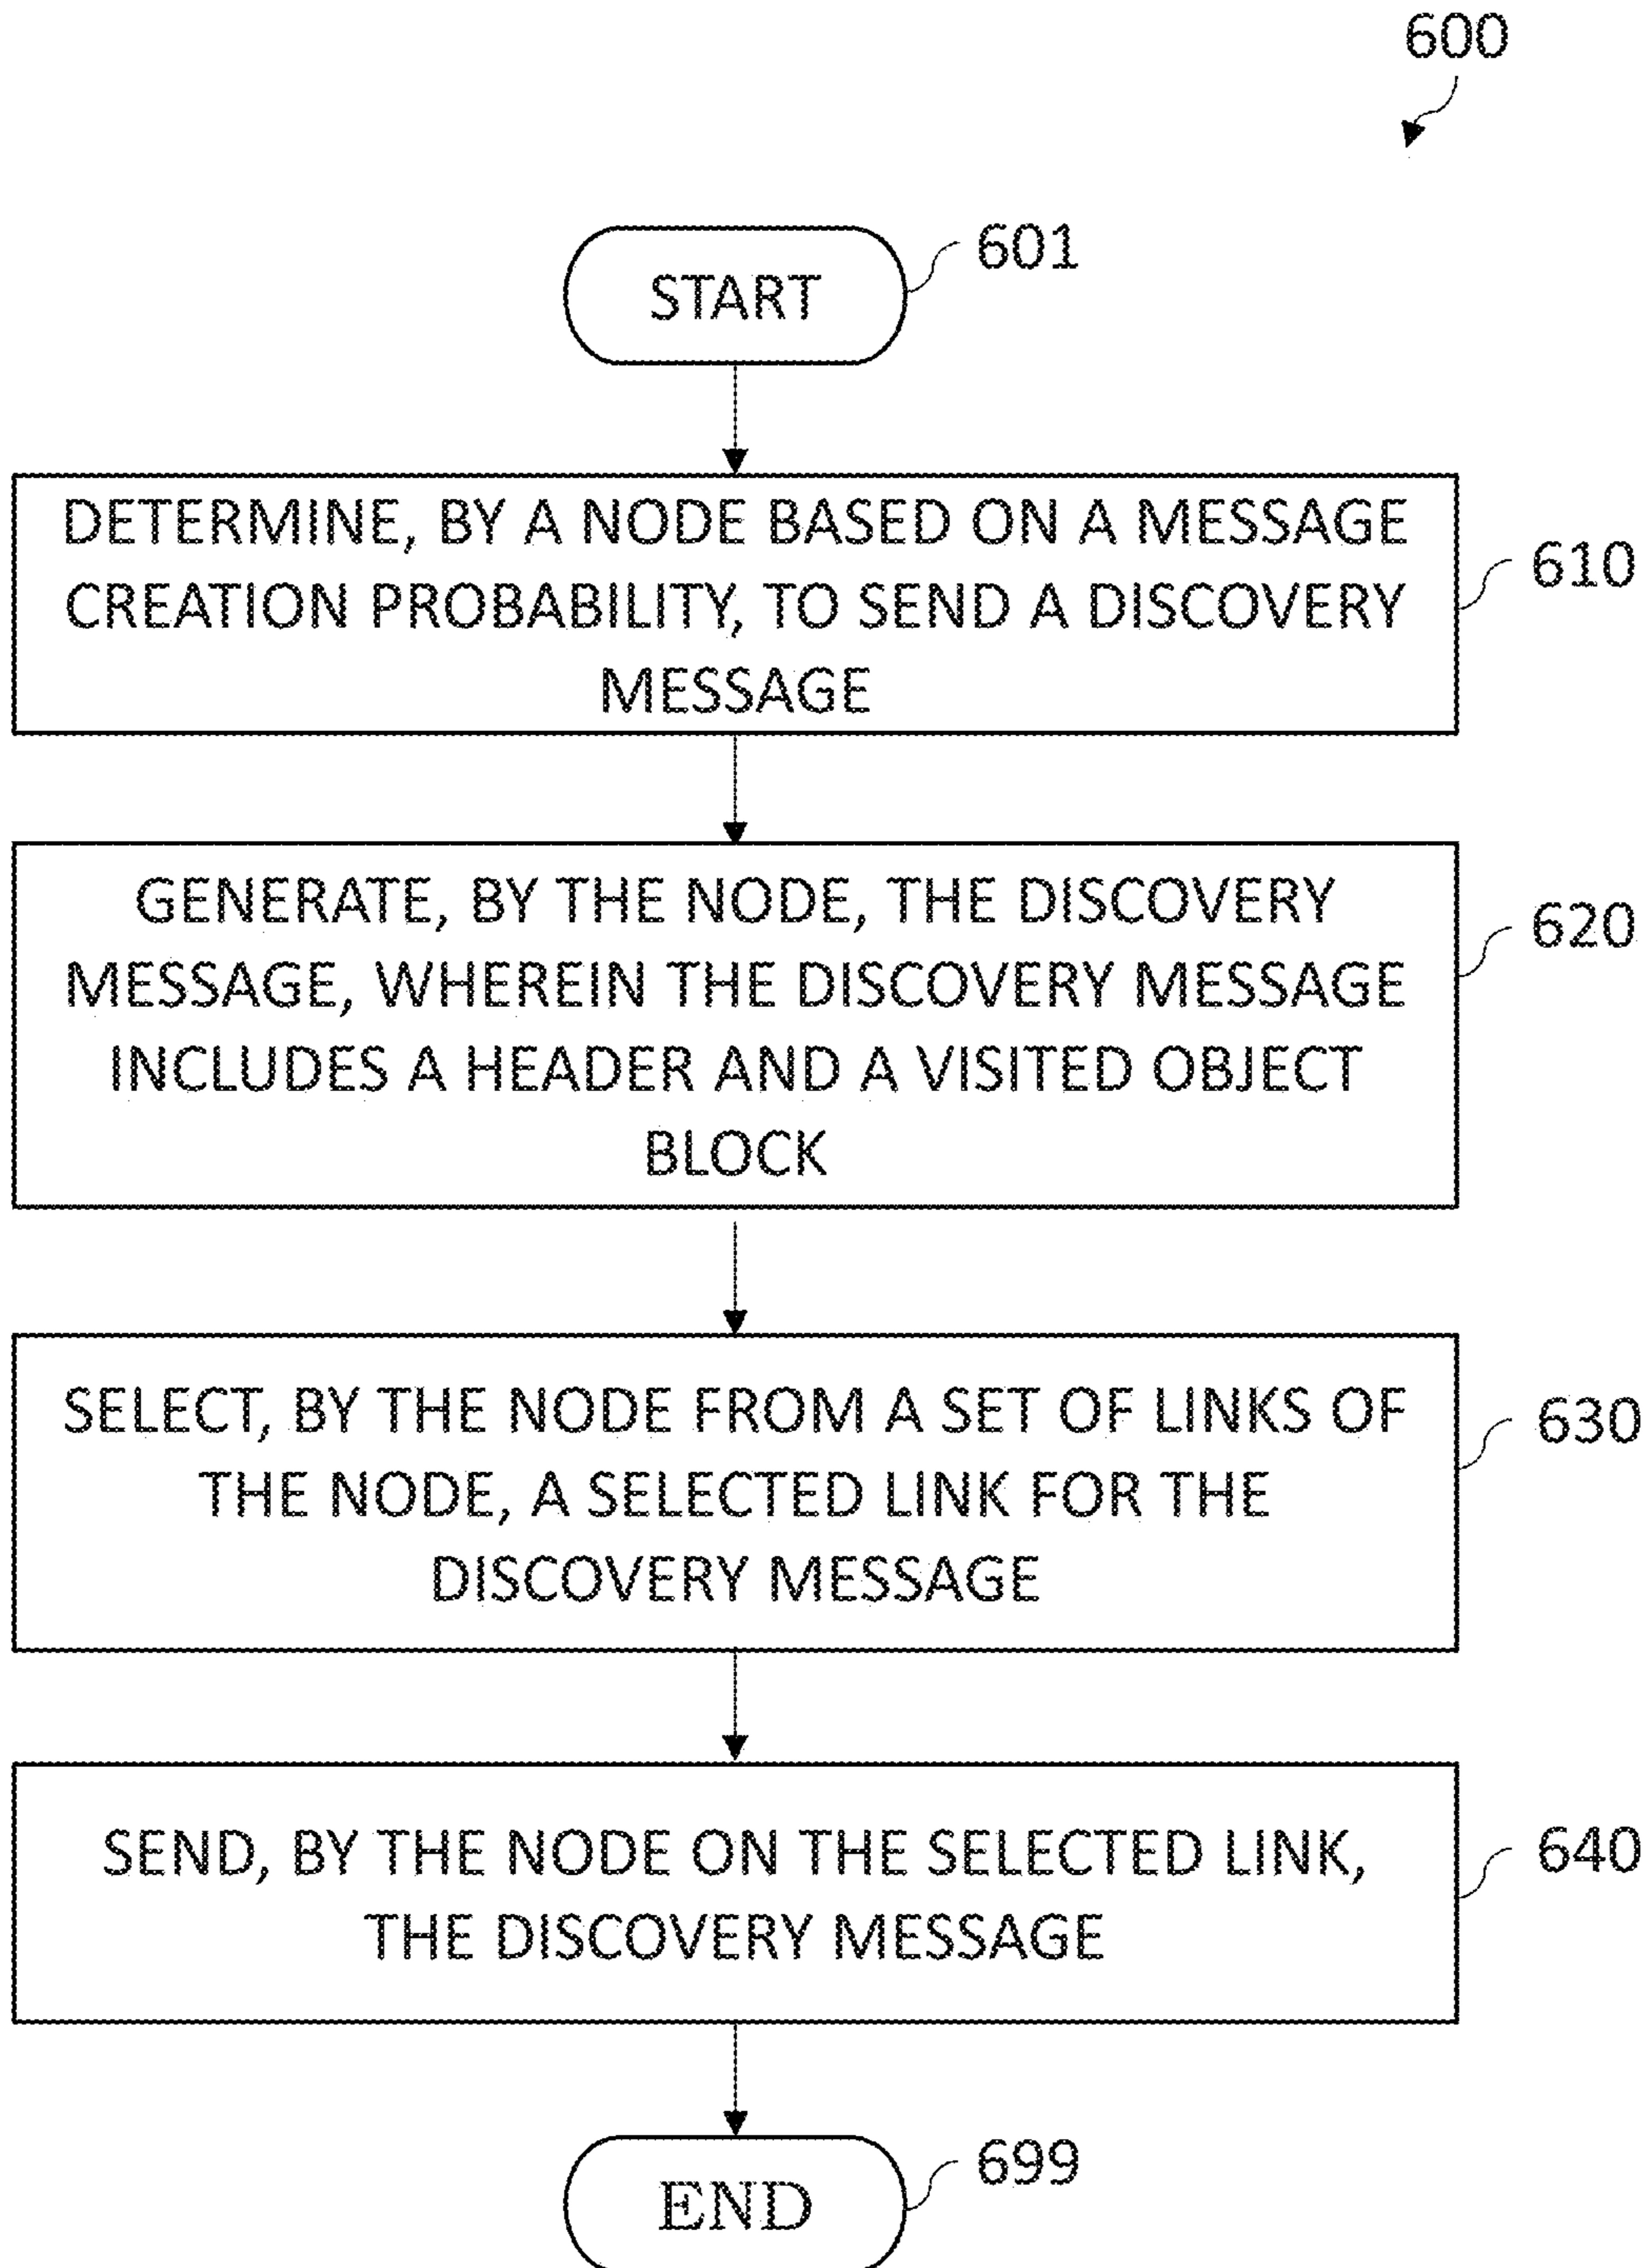 600
START
601
DETERMINE, BY A NODE BASED ON A MESSAGE
CREATION PROBABILITY, TO SEND A DISCOVERY
MESSAGE
610
GENERATE, BY THE NODE, THE DISCOVERY
MESSAGE, WHEREIN THE DISCOVERY MESSAGE
INCLUDES A HEADER AND A VISITED OBJECT
BLOCK
620
SELECT, BY THE NODE FROM A SET OF LINKS OF
THE NODE, A SELECTED LINK FOR THE
DISCOVERY MESSAGE
630
SEND, BY THE NODE ON THE SELECTED LINK,
THE DISCOVERY MESSAGE
640
END
699